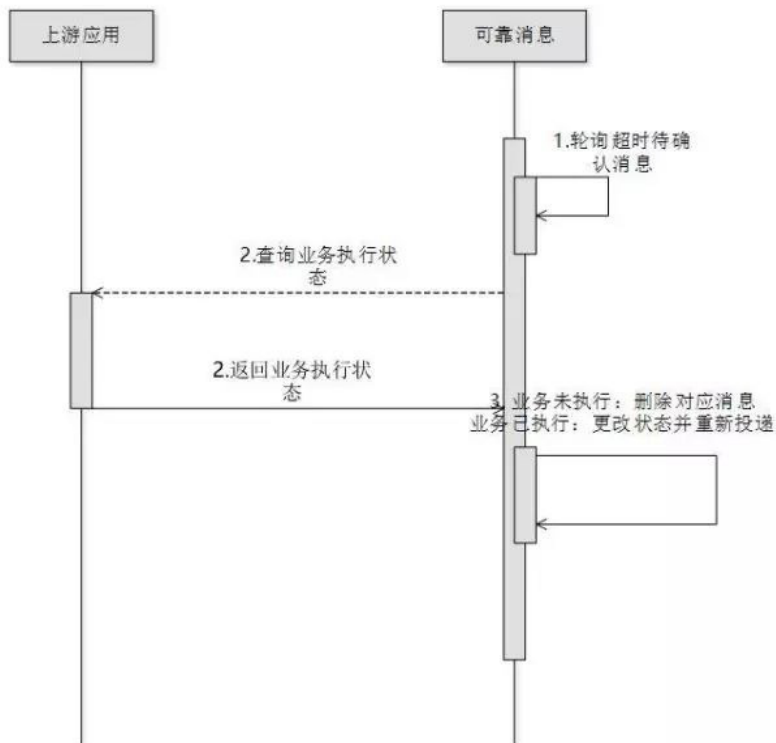 上游应用
可靠消息
1.轮询超时待确
认消息
2.查询业务执行状
态
2.返回业务执行状
态
3. 业务未执行：删除对应消息
业务已执行：更改状态并重新投递